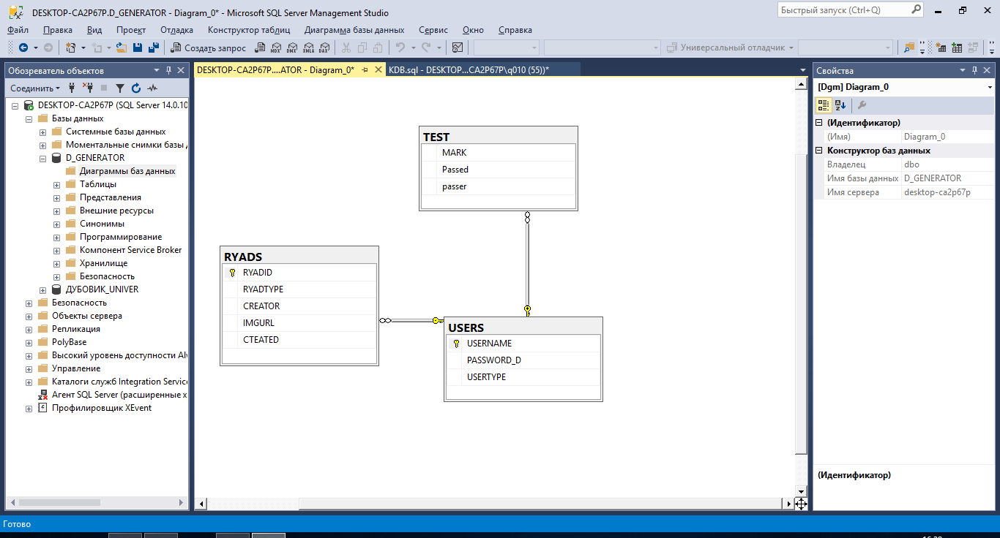 DESKTOP-CA2P67P.D_GENERATOR - Diagram_0* - Microsoft SQL Server Management Studio
Быстрый запуск (Ctrl+Q)
Файл Правка Вид Проект Отладка Конструктор таблиц Диаграмма базы данных Сервис Окно Справка
Создать запрос
MDX DMX XMLA DAX
Универсальный отладчик
Обозреватель объектов
Соединить
DESKTOP-CA2P67P (SQL Server 14.0.10
Базы данных
Системные базы данных
Моментальные снимки базы
D_GENERATOR
Диаграммы баз данных
Таблицы
Представления
Внешние ресурсы
Синонимы
Программирование
Компонент Service Broker
Хранилище
Безопасность
ДУБОВИК_UNIVER
Безопасность
Объекты сервера
Репликация
PolyBase
Высокий уровень доступности Al
Управление
Каталоги служб Integration Servic
Агент SQL Server (расширенные х
Профилировщик XEvent
DESKTOP-CA2P67P....ATOR - Diagram_0*
KDB.sql - DESKTOP...CA2P67P\q010 (55))*
TEST
MARK
Passed
passer
RYADS
RYADID
RYADTYPE
CREATOR
IMGURL
CTEATED
USERS
USERNAME
PASSWORD_D
USERTYPE
Свойства
[Dgm] Diagram_0
(Идентификатор)
(Имя) Diagram_0
Конструктор баз данных
Владелец dbo
Имя базы данных D_GENERATOR
Имя сервера desktop-ca2p67p
(Идентификатор)
Готово